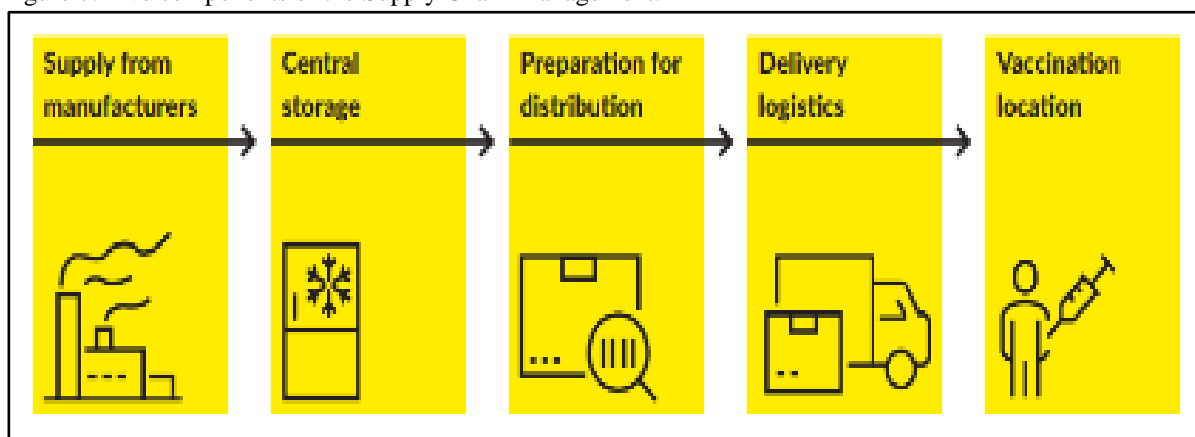 Supply from
manufacturers
Central
storage
Preparation for
distribution
Delivery
logistics
Vaccination
location